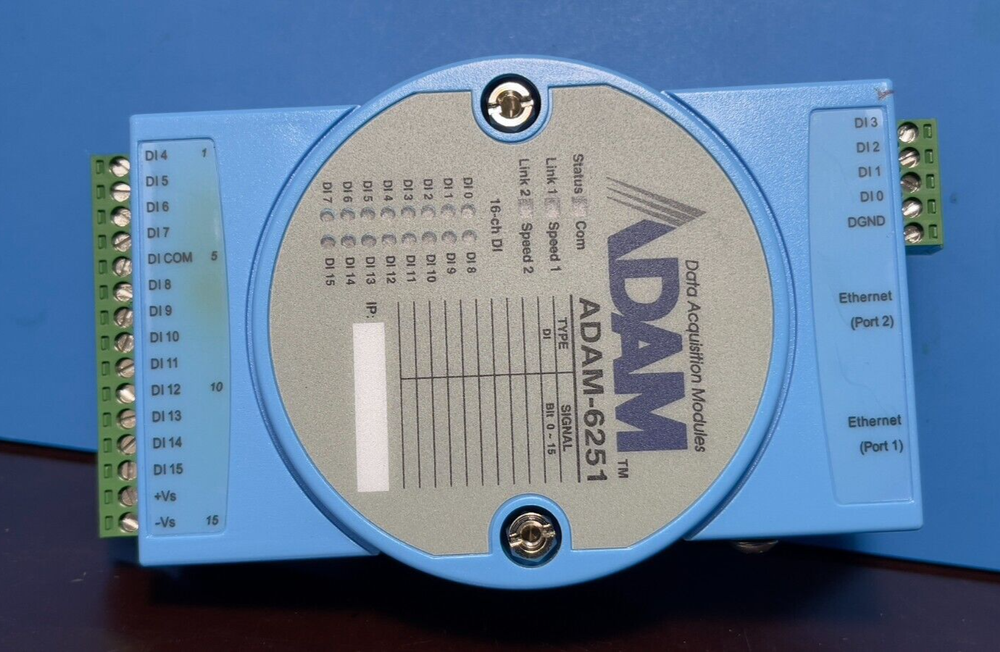 DI 4 1
DI 5
DI 6
DI 7
DI COM 5
DI 8
DI 9
DI 10
DI 11
DI 12 10
DI 13
DI 14
DI 15
+Vs
-Vs 15
Data Acquisition Modules
ADAM™
ADAM-6251
Status Com
Link 1 Speed 1
Link 2 Speed 2
16-ch DI
DI 0 DI 8
DI 1 DI 9
DI 2 DI 10
DI 3 DI 11
DI 4 DI 12
DI 5 DI 13
DI 6 DI 14
DI 7 DI 15
TYPE SIGNAL
DI Bit 0 ~ 15
IP:
DI 3
DI 2
DI 1
DI 0
DGND
Ethernet
(Port 2)
Ethernet
(Port 1)